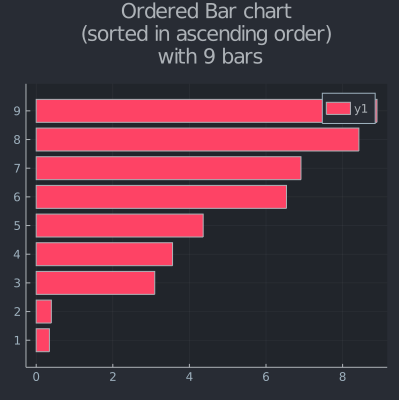 Ordered Bar chart
(sorted in ascending order)
with 9 bars
y1
9
8
7
6
5
4
3
2
1
0 2 4 6 8